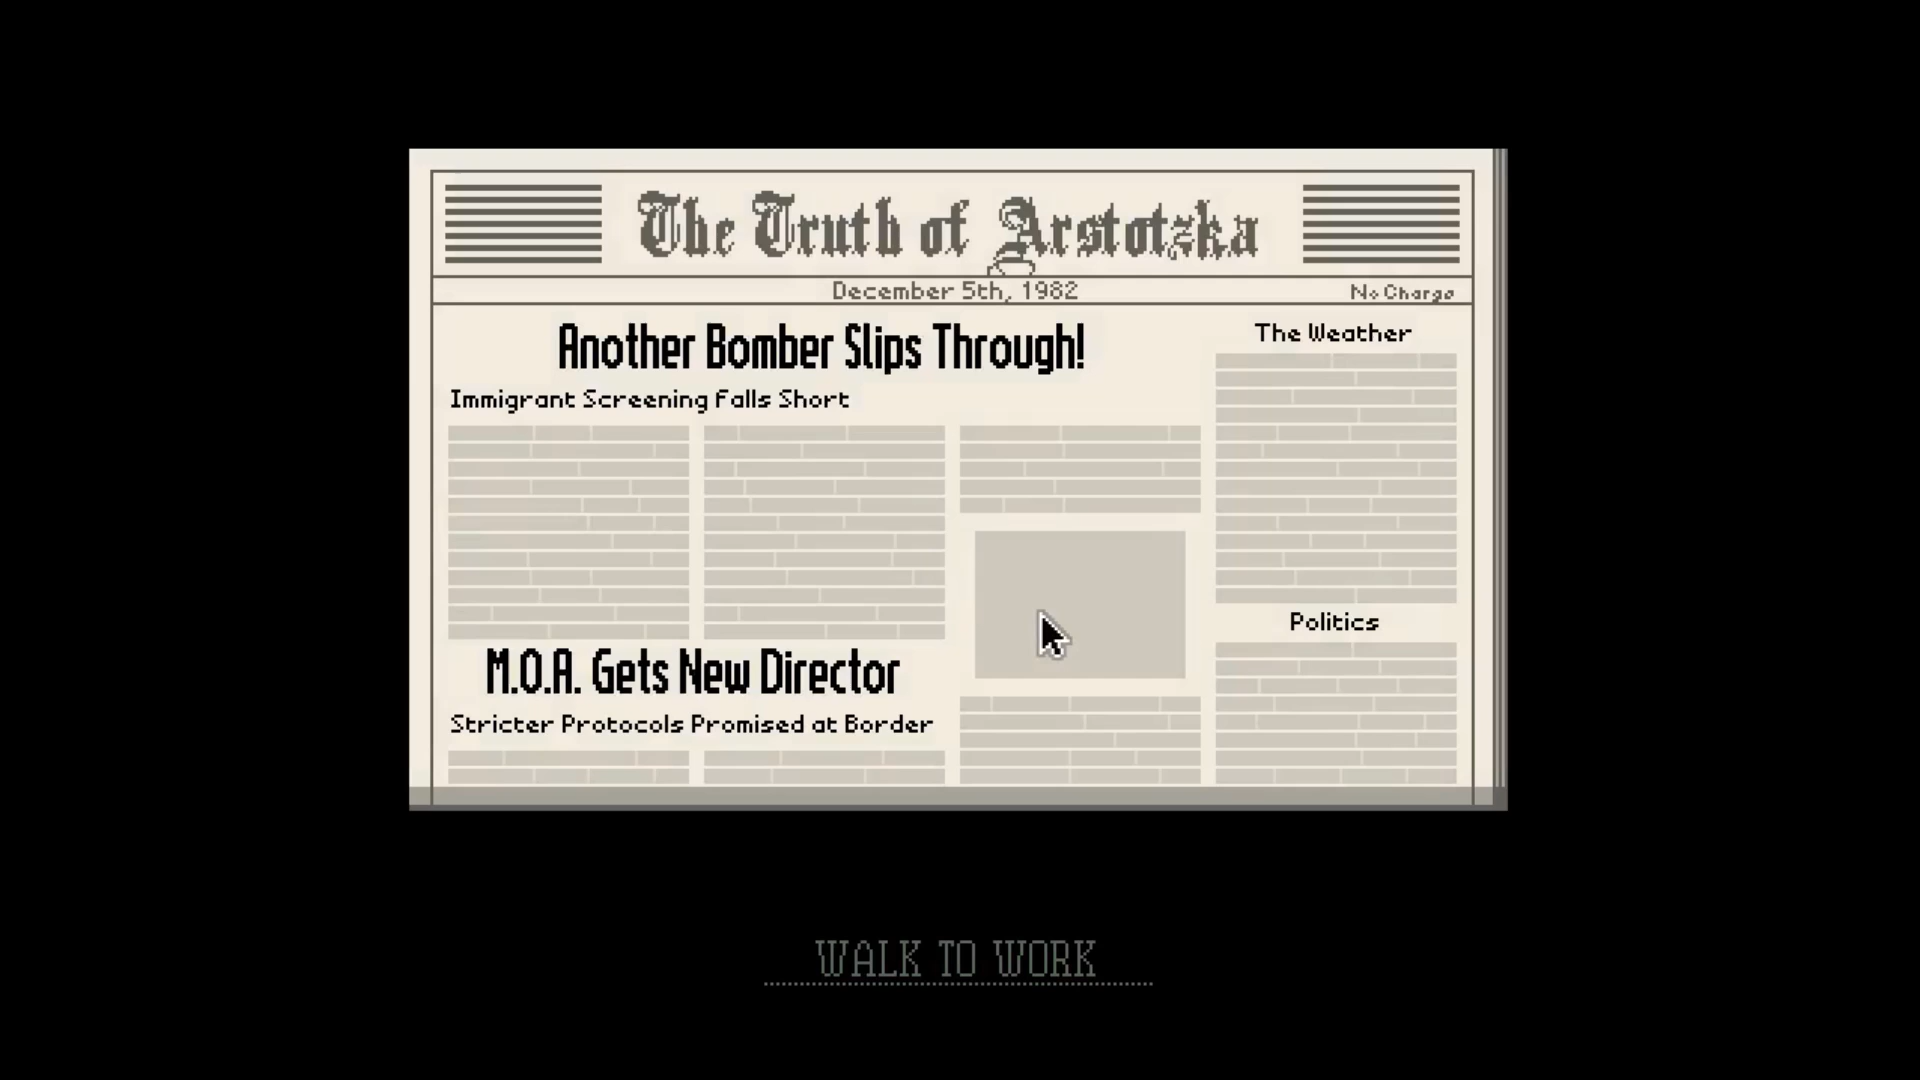 The Truth of Arstotzka
December 5th, 1982
No Charge
Another Bomber Slips Through!
Immigrant Screening Falls Short
M.O.A. Gets New Director
Stricter Protocols Promised at Border
The Weather
Politics
WALK TO WORK